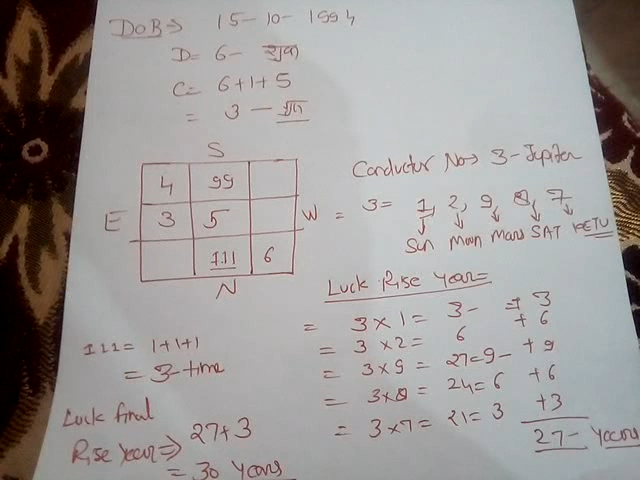 DOB⇒ 15-10-1994
D= 6- शुक्र
C= 6+1+5
= 3 - गुरु
S
4 99
E 3 5 W
111 6
N
Conductor No→ 3-Jupiter
= 3= 1, 2, 9, 8, 7
Sun Moon Mars SAT KETU
Luck Rise Year=
= 3×1= 3- = 3
= 3×2= 6 +6
= 3×9= 27=9- +9
= 3×8= 24=6 +6
= 3×7= 21=3 +3
27- years
111= 1+1+1
= 3-time
Luck final
Rise Year⇒ 27+3
= 30 Years